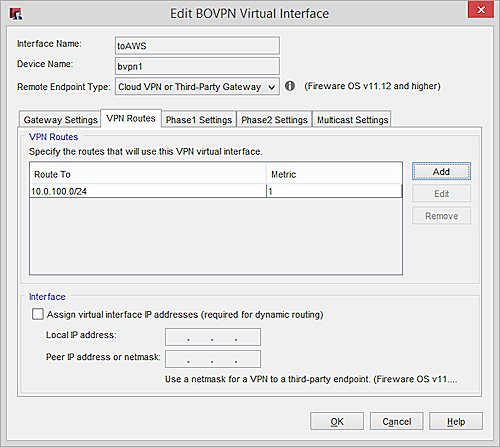 Edit BOVPN Virtual Interface
Interface Name: toAWS
Device Name: bvpn1
Remote Endpoint Type: Cloud VPN or Third-Party Gateway (Fireware OS v11.12 and higher)
Gateway Settings VPN Routes Phase1 Settings Phase2 Settings Multicast Settings
VPN Routes
Specify the routes that will use this VPN virtual interface.
Route To Metric Add
10.0.100.0/24 1 Edit
Remove
Interface
Assign virtual interface IP addresses (required for dynamic routing)
Local IP address: . . .
Peer IP address or netmask: . . .
Use a netmask for a VPN to a third-party endpoint. (Fireware OS v11....
OK Cancel Help